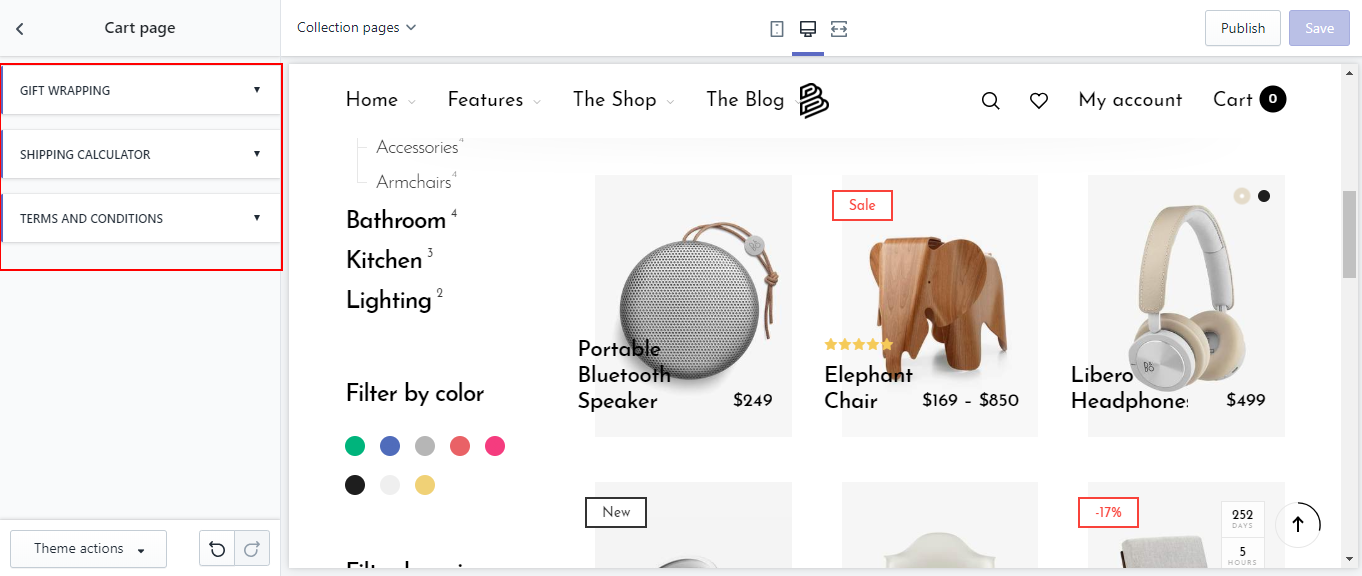 Cart page
GIFT WRAPPING
SHIPPING CALCULATOR
TERMS AND CONDITIONS
Theme actions
Collection pages
Publish
Save
Home
Features
The Shop
The Blog
My account
Cart 0
Accessories 4
Armchairs 4
Bathroom 4
Kitchen 3
Lighting 2
Filter by color
Portable
Bluetooth
Speaker
$249
Sale
Elephant
Chair
$169 – $850
Libero
Headphones
$499
New
-17%
252
DAYS
5
HOURS